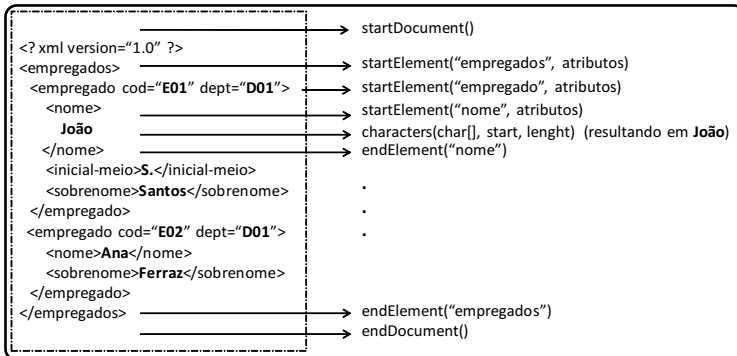 startDocument()
<? xml version=“1.0” ?>
<empregados> startElement(“empregados”, atributos)
<empregado cod=“E01” dept=“D01”> startElement(“empregado”, atributos)
<nome> startElement(“nome”, atributos)
João characters(char[], start, lenght) (resultando em João)
</nome> endElement(“nome”)
<inicial-meio>S.</inicial-meio>
<sobrenome>Santos</sobrenome> .
</empregado> .
<empregado cod=“E02” dept=“D01”> .
<nome>Ana</nome>
<sobrenome>Ferraz</sobrenome>
</empregado>
</empregados> endElement(“empregados”)
endDocument()